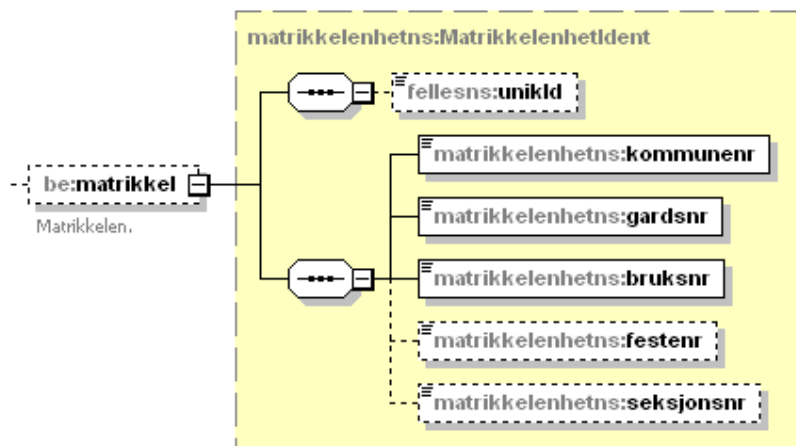 matrikkelenhetns:MatrikkelenhetIdent
fellesns:unikId
be:matrikkel
Matrikkelen.
matrikkelenhetns:kommunenr
matrikkelenhetns:gardsnr
matrikkelenhetns:bruksnr
matrikkelenhetns:festenr
matrikkelenhetns:seksjonsnr